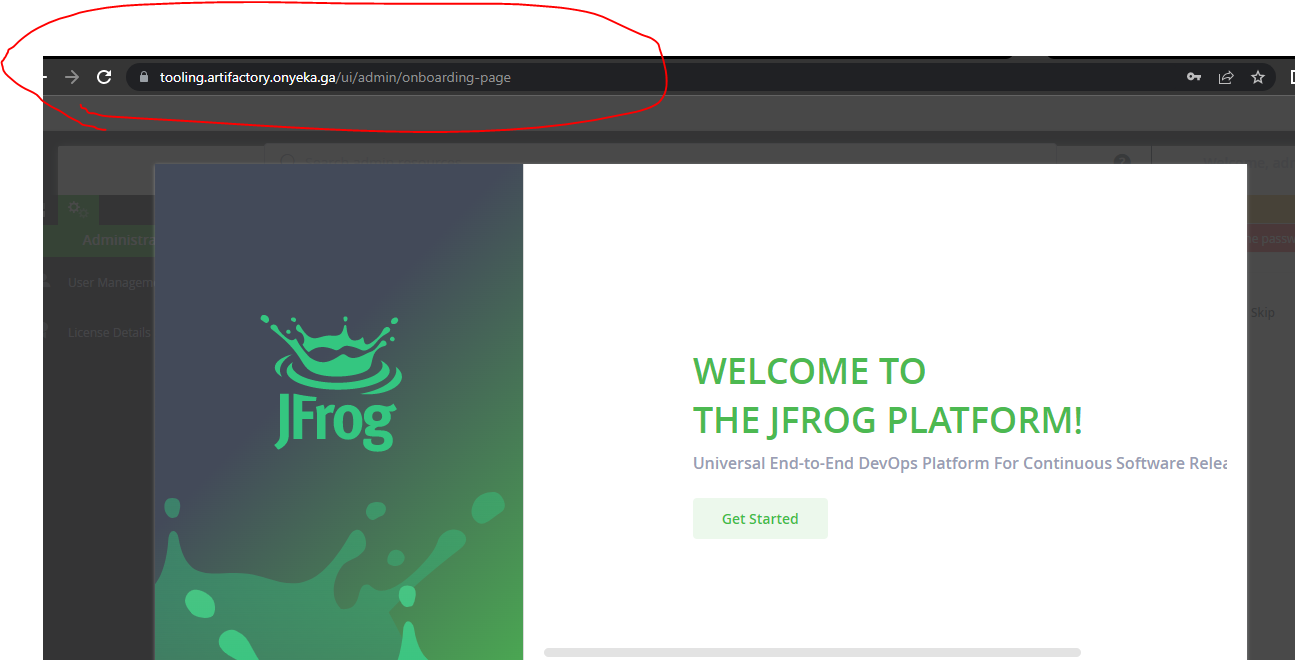 tooling.artifactory.onyeka.ga/ui/admin/onboarding-page
Administra
User Managem
License Details
Skip
JFrog
WELCOME TO
THE JFROG PLATFORM!
Universal End-to-End DevOps Platform For Continuous Software Relea
Get Started